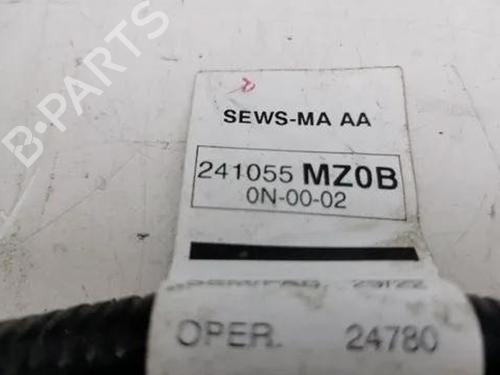 B-PARTS
SEWS-MA AA
241055 MZ0B
0N-00-02
OPER. 24780